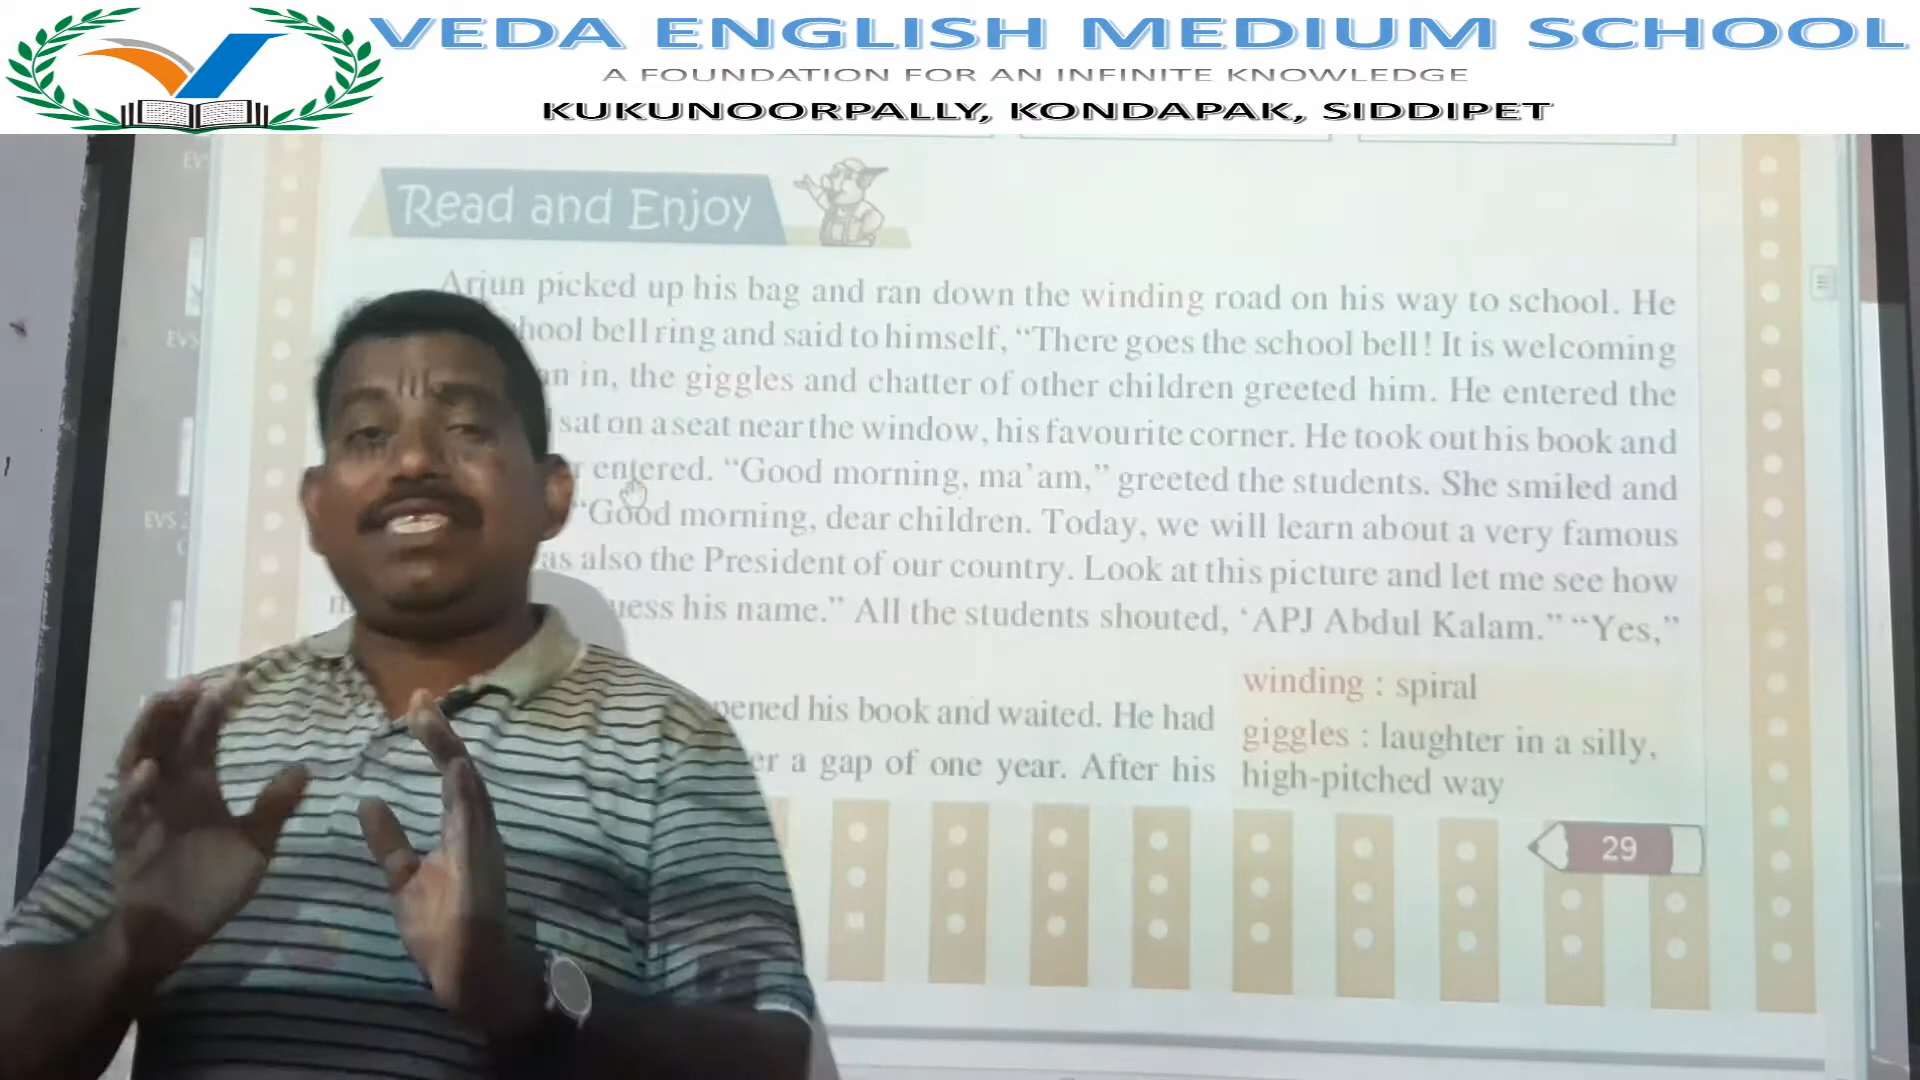 VEDA ENGLISH MEDIUM SCHOOL
A FOUNDATION FOR AN INFINITE KNOWLEDGE
KUKUNOORPALLY, KONDAPAK, SIDDIPET
Read and Enjoy
Arjun picked up his bag and ran down the winding road on his way to school. He
bell ring and said to himself, “There goes the school bell! It is welcoming
in, the giggles and chatter of other children greeted him. He entered the
sat on a seat near the window, his favourite corner. He took out his book and
entered. “Good morning, ma’am,” greeted the students. She smiled and
“Good morning, dear children. Today, we will learn about a very famous
also the President of our country. Look at this picture and let me see how
his name.” All the students shouted, ‘APJ Abdul Kalam.” “Yes,”
his book and waited. He had
a gap of one year. After his
winding : spiral
giggles : laughter in a silly,
high-pitched way
29